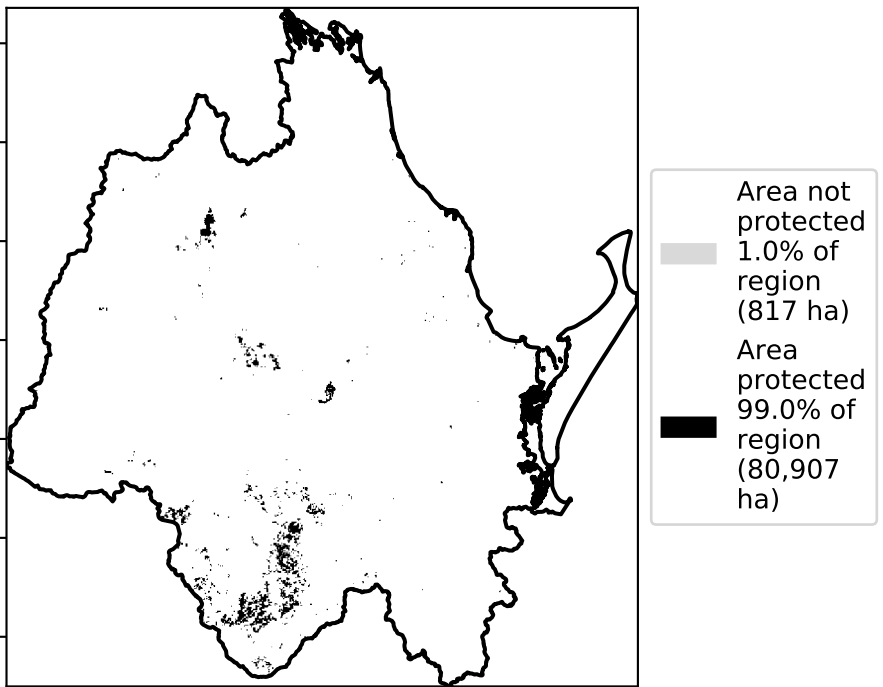 Area not
protected
1.0% of
region
(817 ha)
Area
protected
99.0% of
region
(80,907
ha)